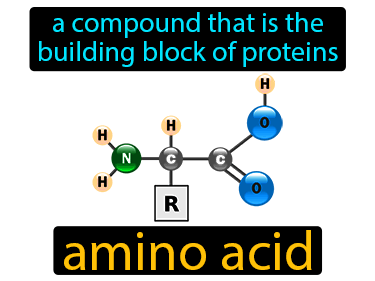 a compound that is the
building block of proteins
H
O
H
H
N
C
C
H
O
R
amino acid